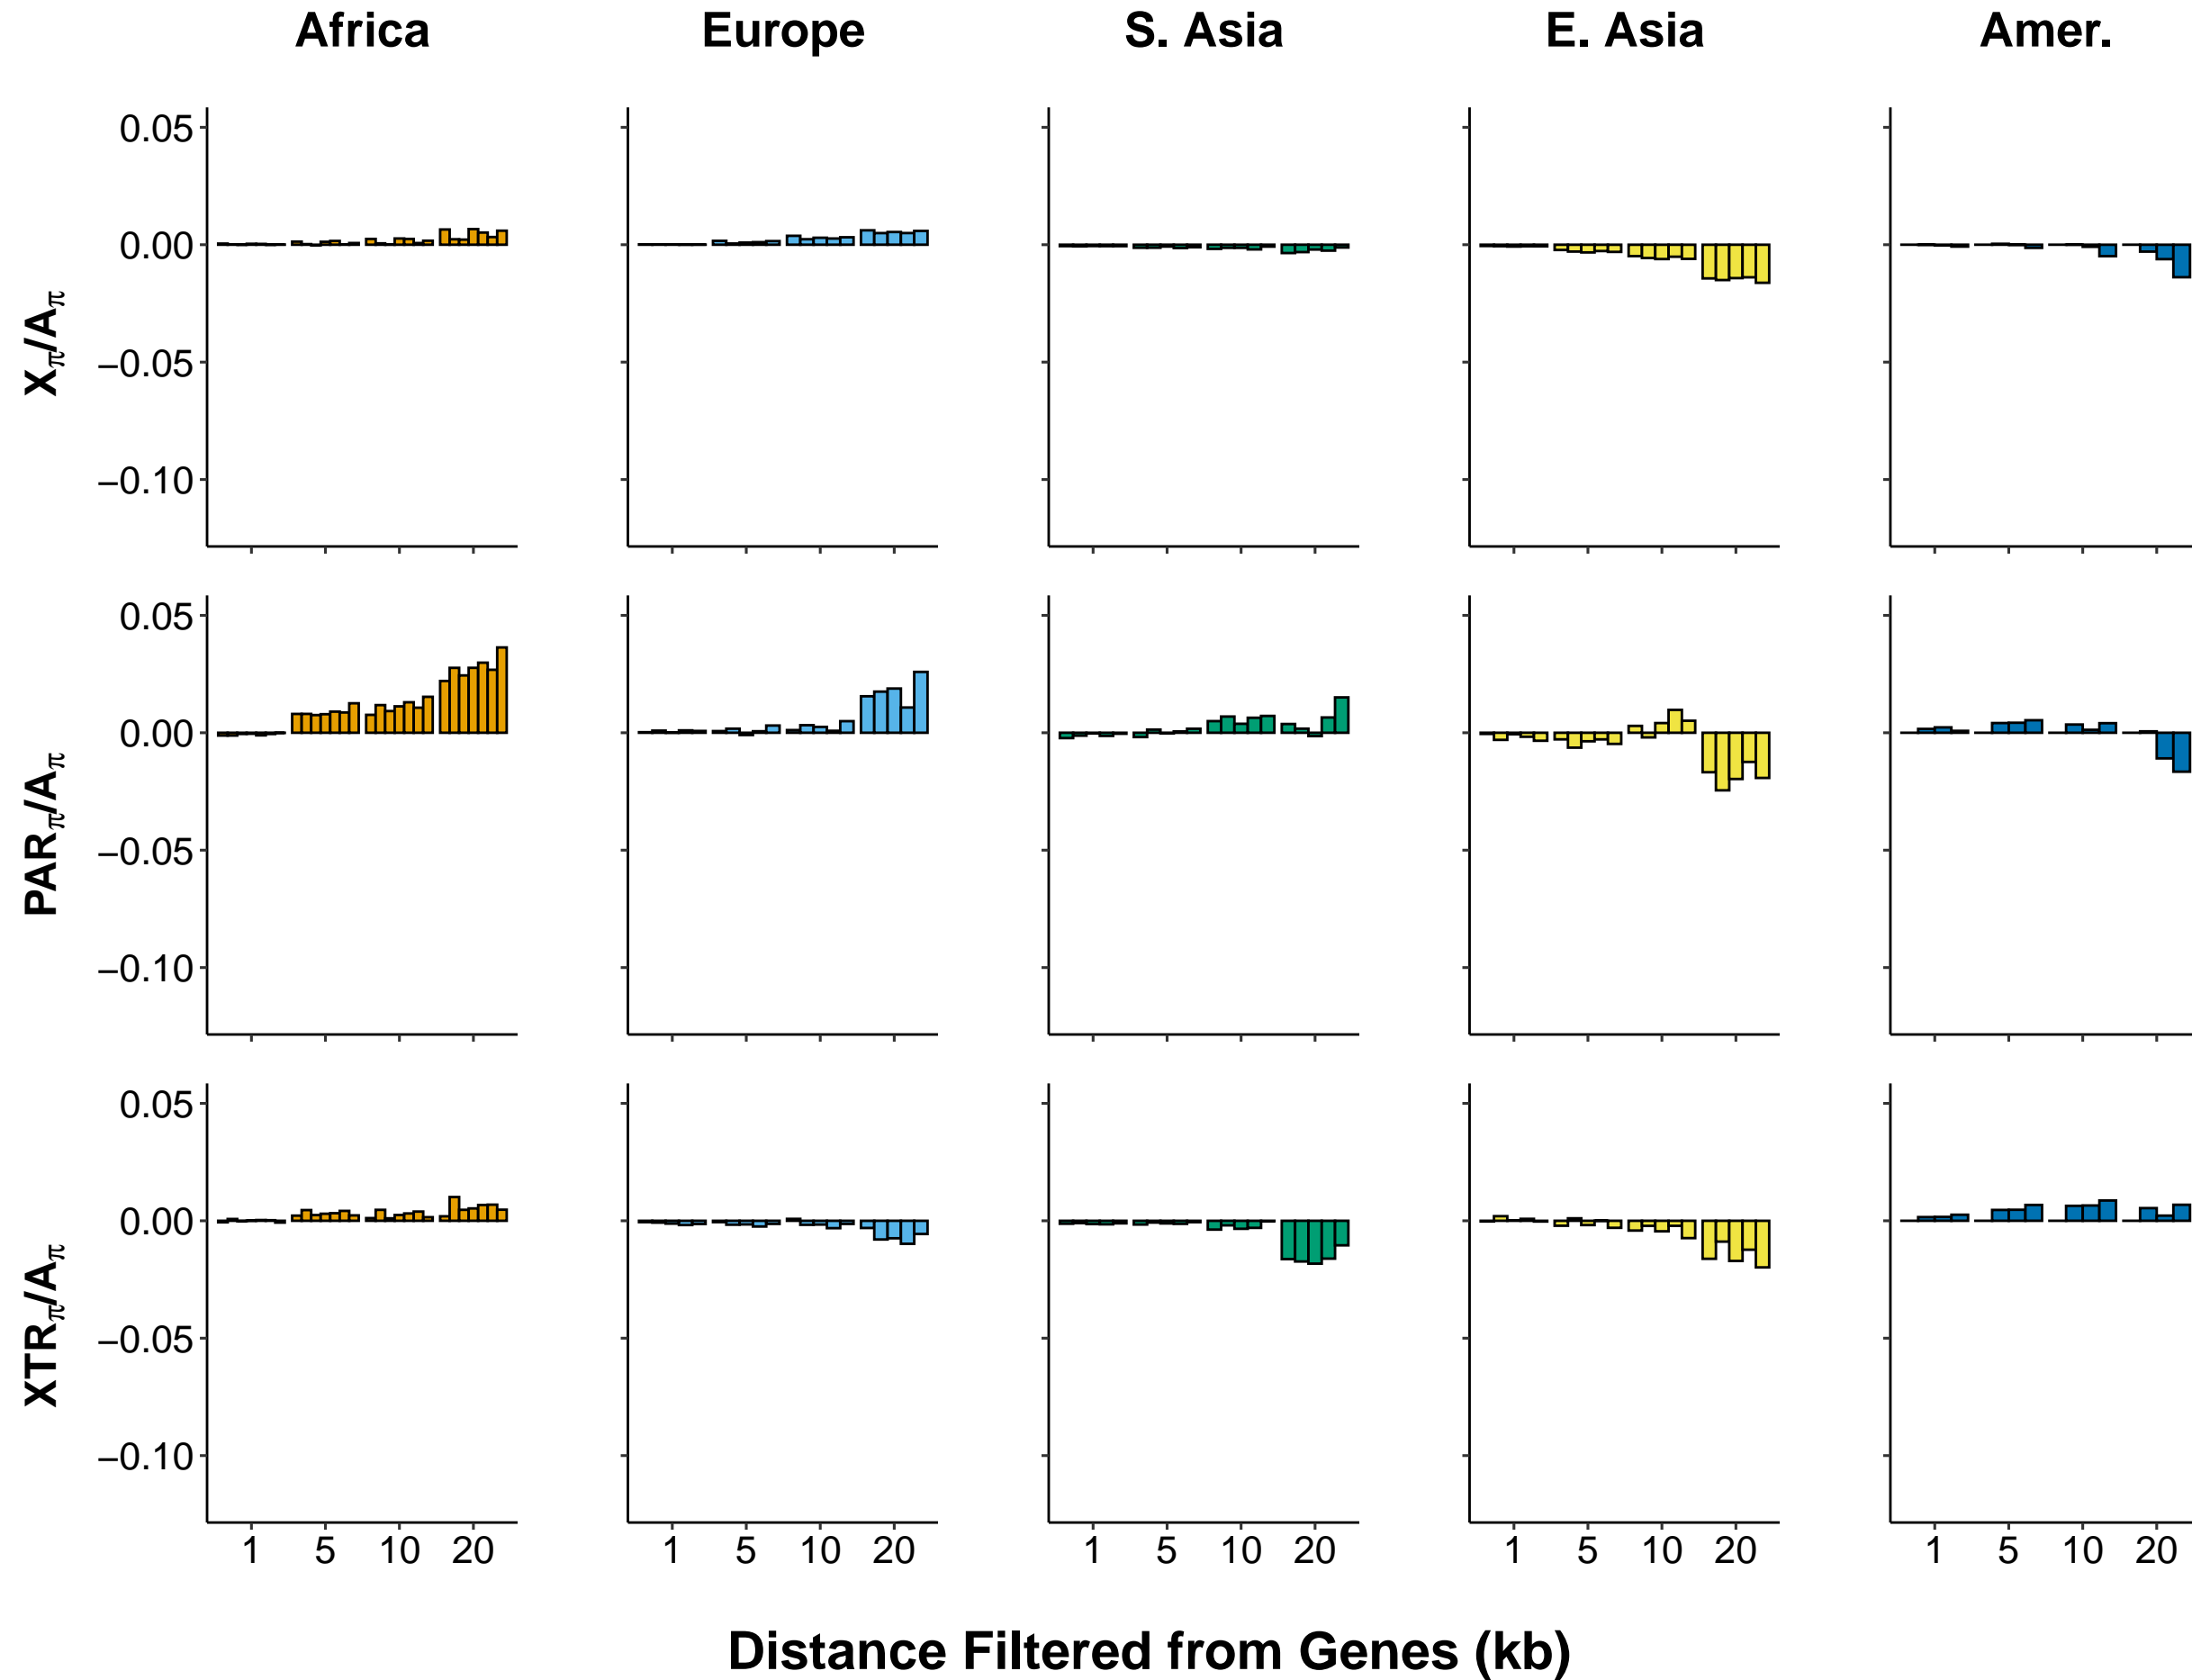 Africa Europe S. Asia E. Asia Amer.
Xπ/Aπ
0.05
0.00
−0.05
−0.10
PARπ/Aπ
0.05
0.00
−0.05
−0.10
XTRπ/Aπ
0.05
0.00
−0.05
−0.10
1 5 10 20 1 5 10 20 1 5 10 20 1 5 10 20 1 5 10 20
Distance Filtered from Genes (kb)